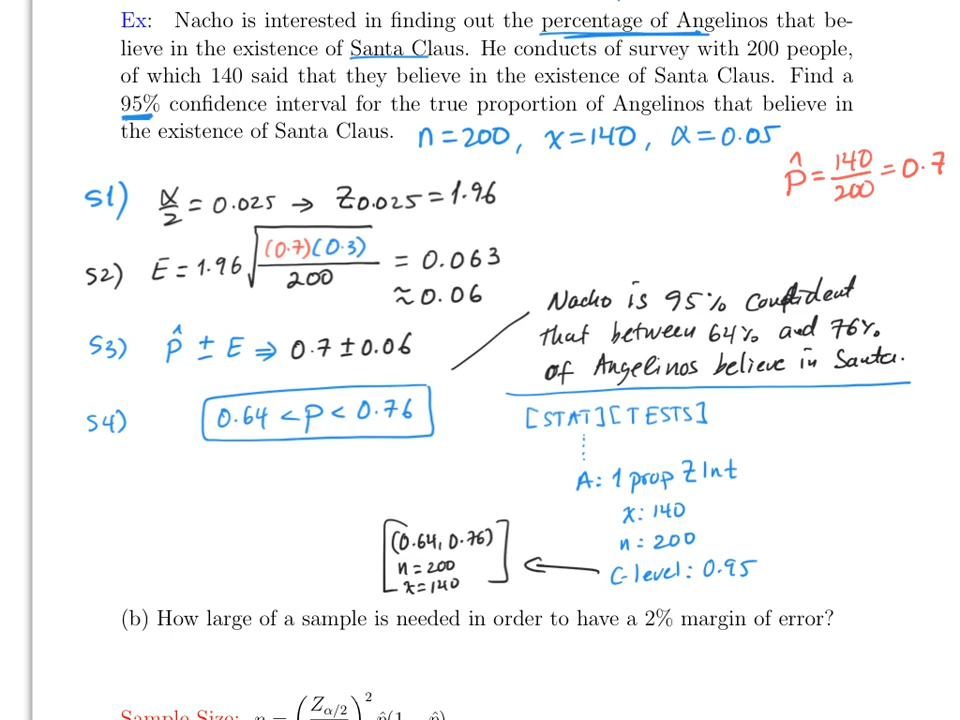 Ex: Nacho is interested in finding out the percentage of Angelinos that be-
lieve in the existence of Santa Claus. He conducts of survey with 200 people,
of which 140 said that they believe in the existence of Santa Claus. Find a
95% confidence interval for the true proportion of Angelinos that believe in
the existence of Santa Claus. n=200, x=140, α=0.05
p̂ = 140/200 = 0.7
S1) α/2 = 0.025 → Z0.025 = 1.96
S2) E = 1.96 √((0.7)(0.3)/200) = 0.063
≈ 0.06
Nacho is 95% confident
that between 64% and 76%
of Angelinos believe in Santa.
S3) p̂ ± E ⇒ 0.7 ± 0.06
S4) 0.64 < p < 0.76
[STAT][TESTS]
A: 1 prop Z Int
x: 140
n: 200
C-level: 0.95
(0.64, 0.76)
n=200
x=140
(b) How large of a sample is needed in order to have a 2% margin of error?
Sample Size: n = (Zα/2)² p̂(1 p̂)